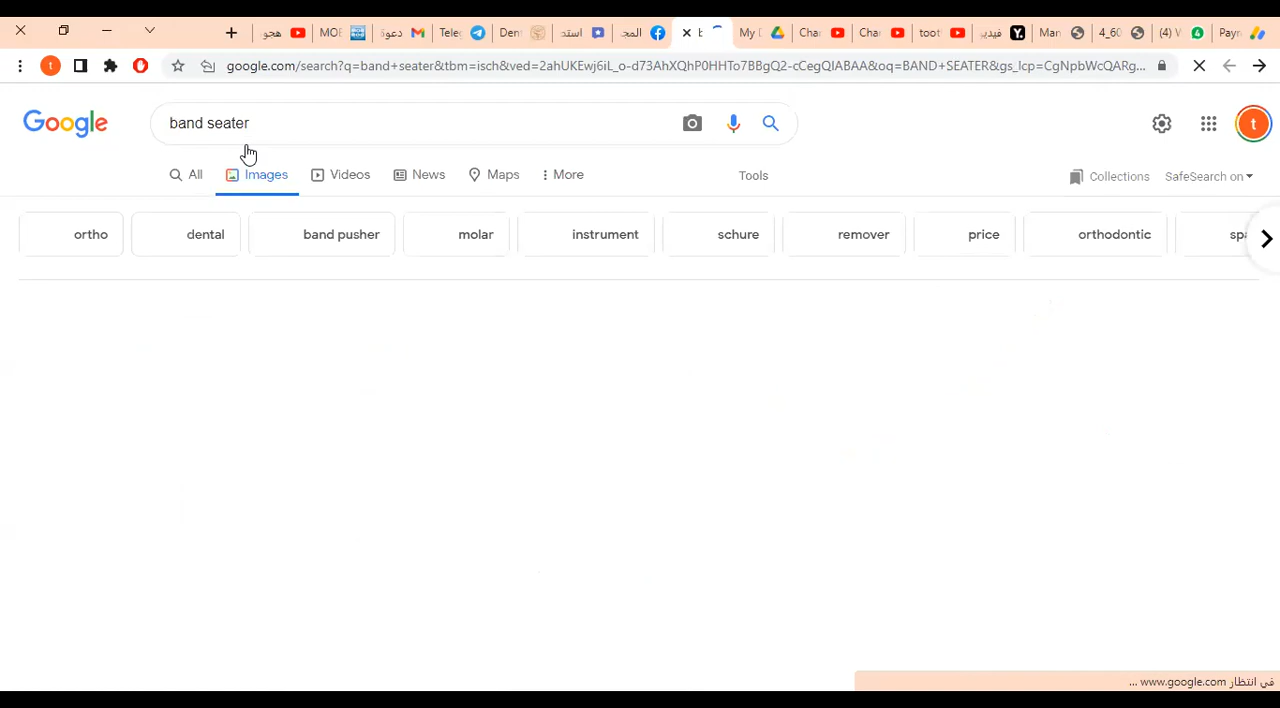 هجو MOE دعوة Tele Den استد المج My D Cha Cha toot فيدي Man 4_60 (4) V Payn
google.com/search?q=band+seater&tbm=isch&ved=2ahUKEwj6iL_o-d73AhXQhP0HHTo7BBgQ2-cCegQIABAA&oq=BAND+SEATER&gs_lcp=CgNpbWcQARg...
Google band seater t
All Images Videos News Maps More Tools Collections SafeSearch on
ortho dental band pusher molar instrument schure remover price orthodontic spa
في انتظار www.google.com ...